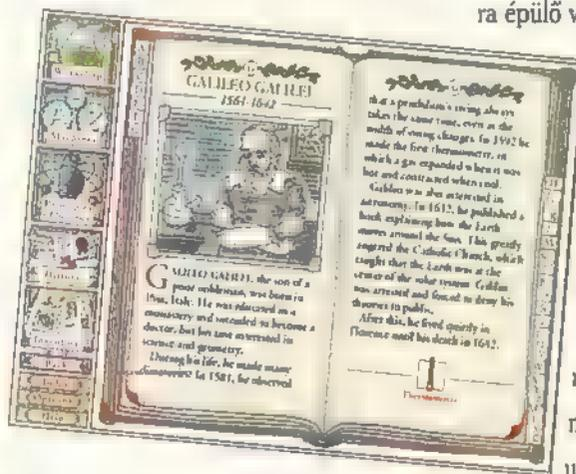 ra épülő v
GALILEO GALILEI
1564-1642
GALILEO GALILEI, the son of a
poor nobleman, was born in
Pisa, Italy. He was educated in a
monastery and intended to become a
doctor, but became interested in
science and geometry.
During his life, he made many
discoveries. In 1581, he observed
that a pendulum's swing always
takes the same time, even as the
width of swing changes. In 1592 he
made the first thermometer, in
which a gas expanded when it was
hot and contracted when cool.
Galileo was also interested in
astronomy. In 1612, he published a
book explaining how the Earth
moves around the Sun. This greatly
angered the Catholic Church, which
taught that the Earth was at the
center of the solar system. Galileo
was arrested and forced to deny his
theories in public.
After this, he lived quietly in
Florence until his death in 1642.
Thermometer
Back
Index
Options
Help